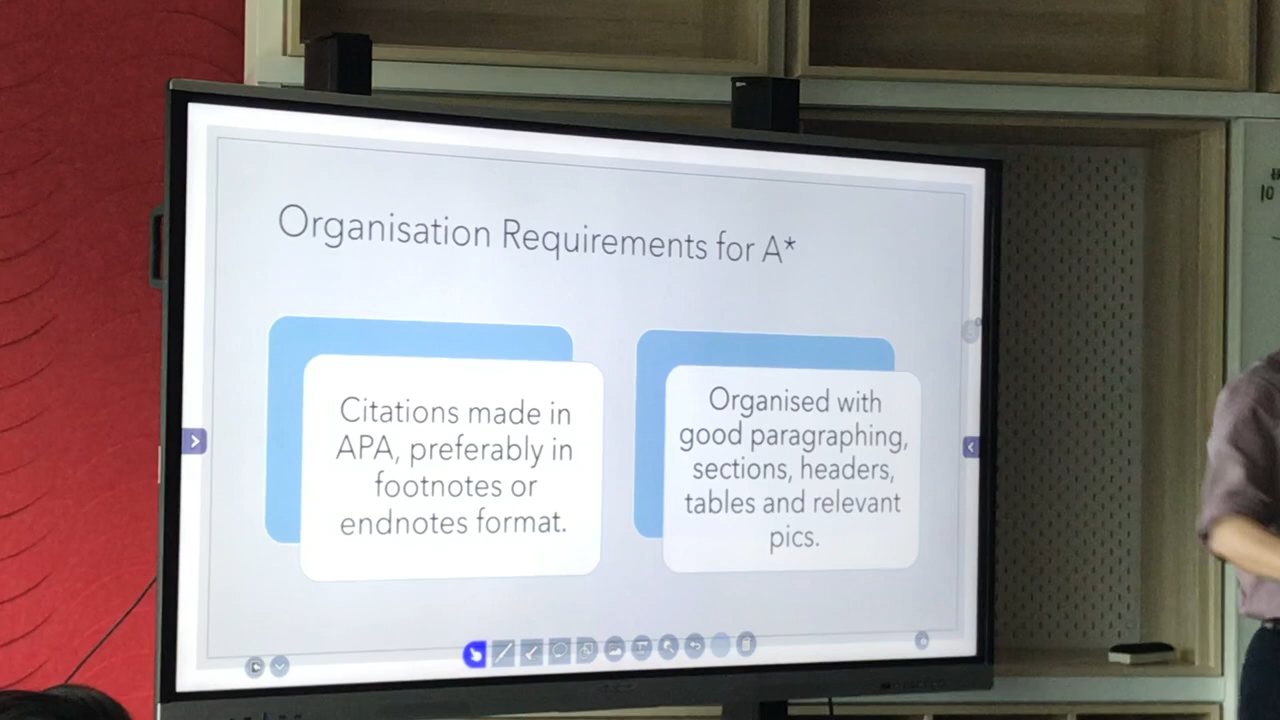 Organisation Requirements for A*
Citations made in
APA, preferably in
footnotes or
endnotes format.
Organised with
good paragraphing,
sections, headers,
tables and relevant
pics.
10